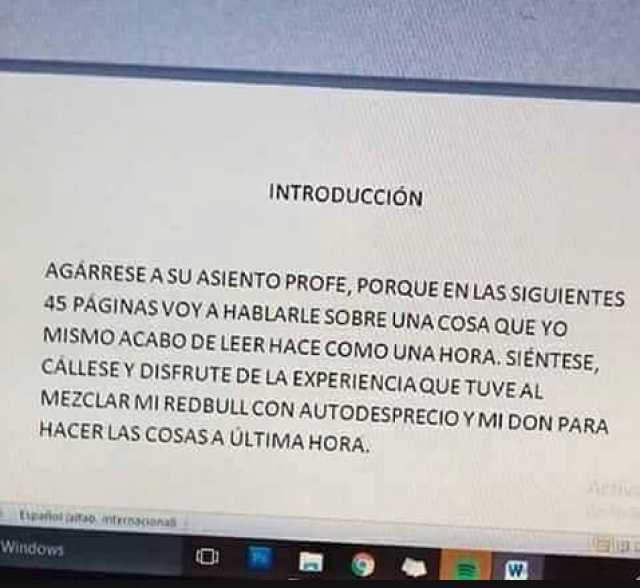 INTRODUCCIÓN
AGÁRRESE A SU ASIENTO PROFE, PORQUE EN LAS SIGUIENTES
45 PÁGINAS VOY A HABLARLE SOBRE UNA COSA QUE YO
MISMO ACABO DE LEER HACE COMO UNA HORA. SIÉNTESE,
CÁLLESE Y DISFRUTE DE LA EXPERIENCIA QUE TUVE AL
MEZCLAR MI REDBULL CON AUTODESPRECIO Y MI DON PARA
HACER LAS COSAS A ÚLTIMA HORA.
Español internacional)
Windows
Ps
W